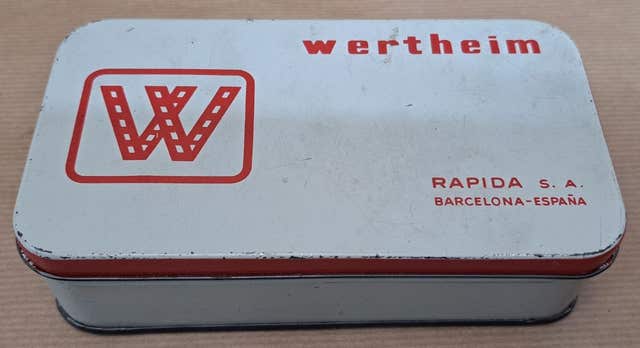 wertheim
W
RAPIDA S. A.
BARCELONA-ESPAÑA